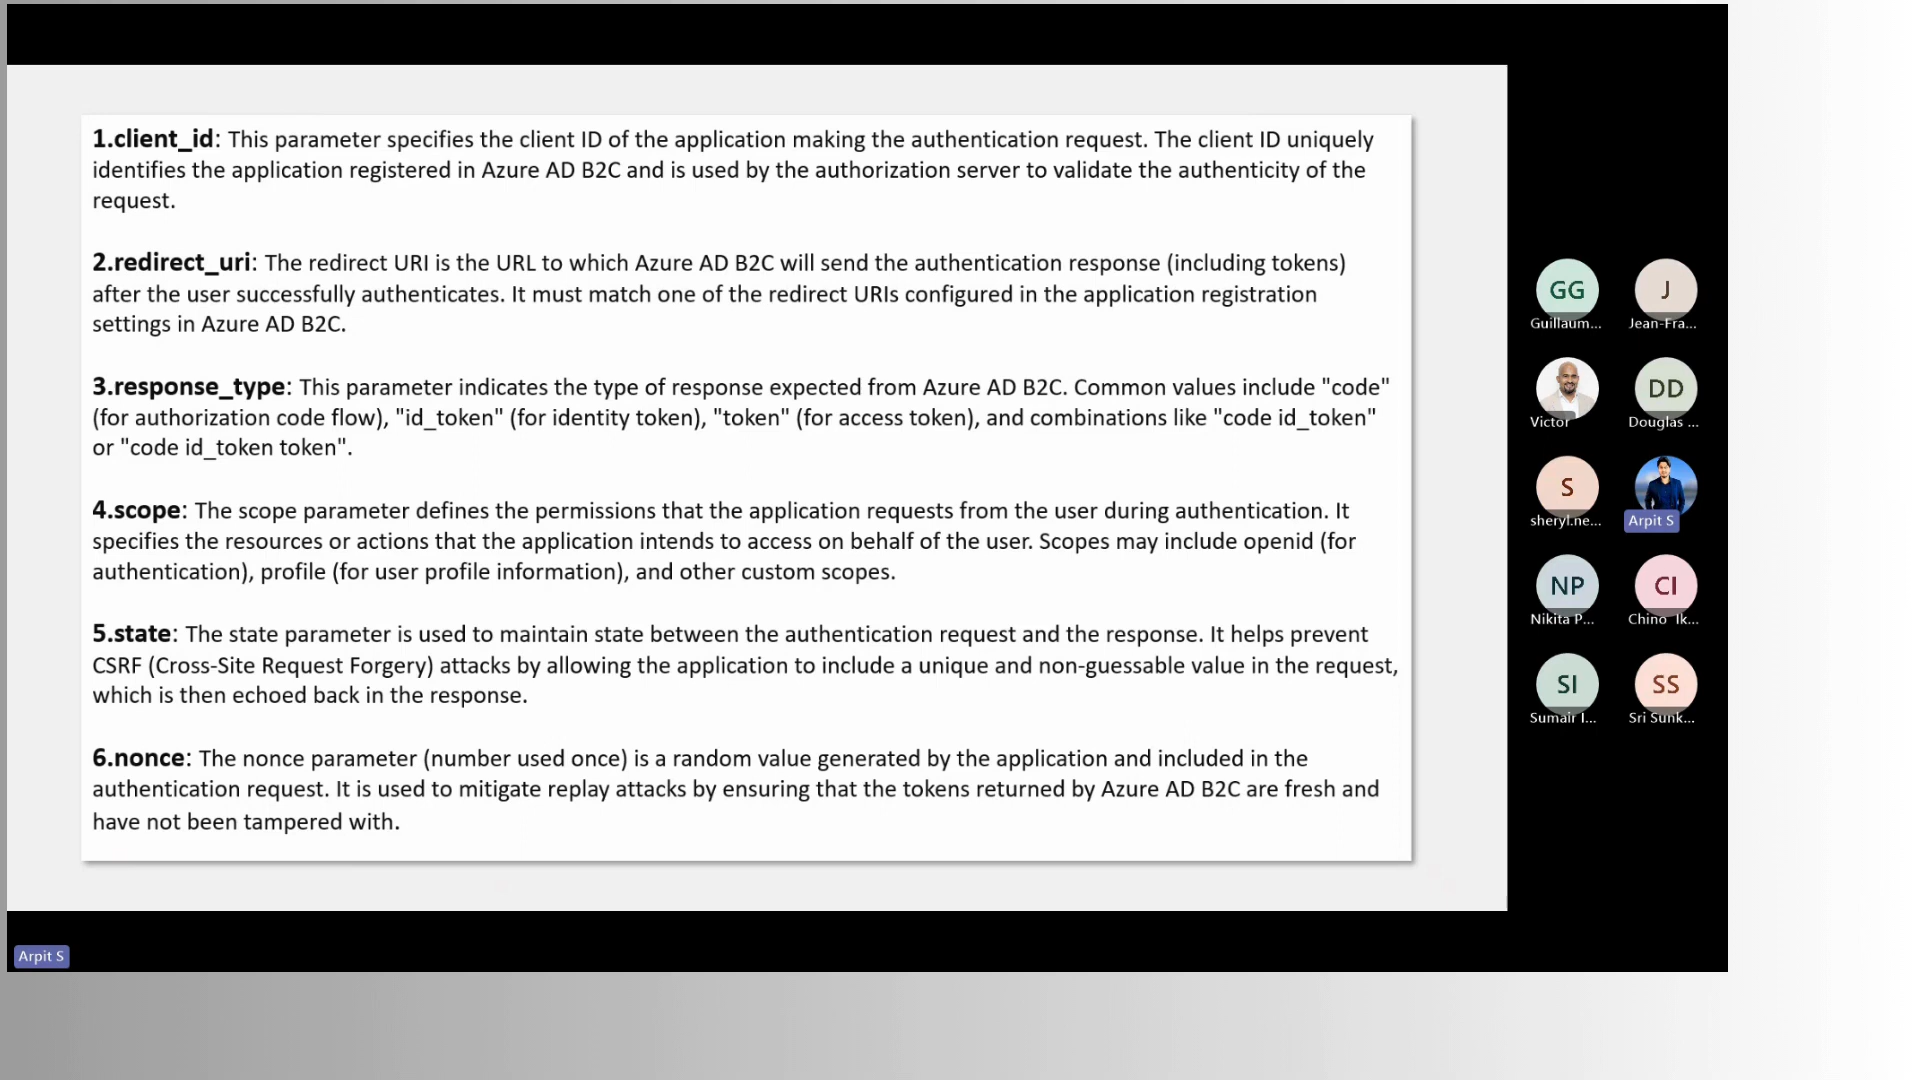 1.client_id: This parameter specifies the client ID of the application making the authentication request. The client ID uniquely
identifies the application registered in Azure AD B2C and is used by the authorization server to validate the authenticity of the
request.
2.redirect_uri: The redirect URI is the URL to which Azure AD B2C will send the authentication response (including tokens)
after the user successfully authenticates. It must match one of the redirect URIs configured in the application registration
settings in Azure AD B2C.
3.response_type: This parameter indicates the type of response expected from Azure AD B2C. Common values include "code"
(for authorization code flow), "id_token" (for identity token), "token" (for access token), and combinations like "code id_token"
or "code id_token token".
4.scope: The scope parameter defines the permissions that the application requests from the user during authentication. It
specifies the resources or actions that the application intends to access on behalf of the user. Scopes may include openid (for
authentication), profile (for user profile information), and other custom scopes.
5.state: The state parameter is used to maintain state between the authentication request and the response. It helps prevent
CSRF (Cross-Site Request Forgery) attacks by allowing the application to include a unique and non-guessable value in the request,
which is then echoed back in the response.
6.nonce: The nonce parameter (number used once) is a random value generated by the application and included in the
authentication request. It is used to mitigate replay attacks by ensuring that the tokens returned by Azure AD B2C are fresh and
have not been tampered with.
GG J
Guillaum... Jean-Fra...
DD
Victor Douglas ...
S
sheryl.ne... Arpit S
NP CI
Nikita P... Chino Ik...
SI SS
Sumair I... Sri Sunk...
Arpit S